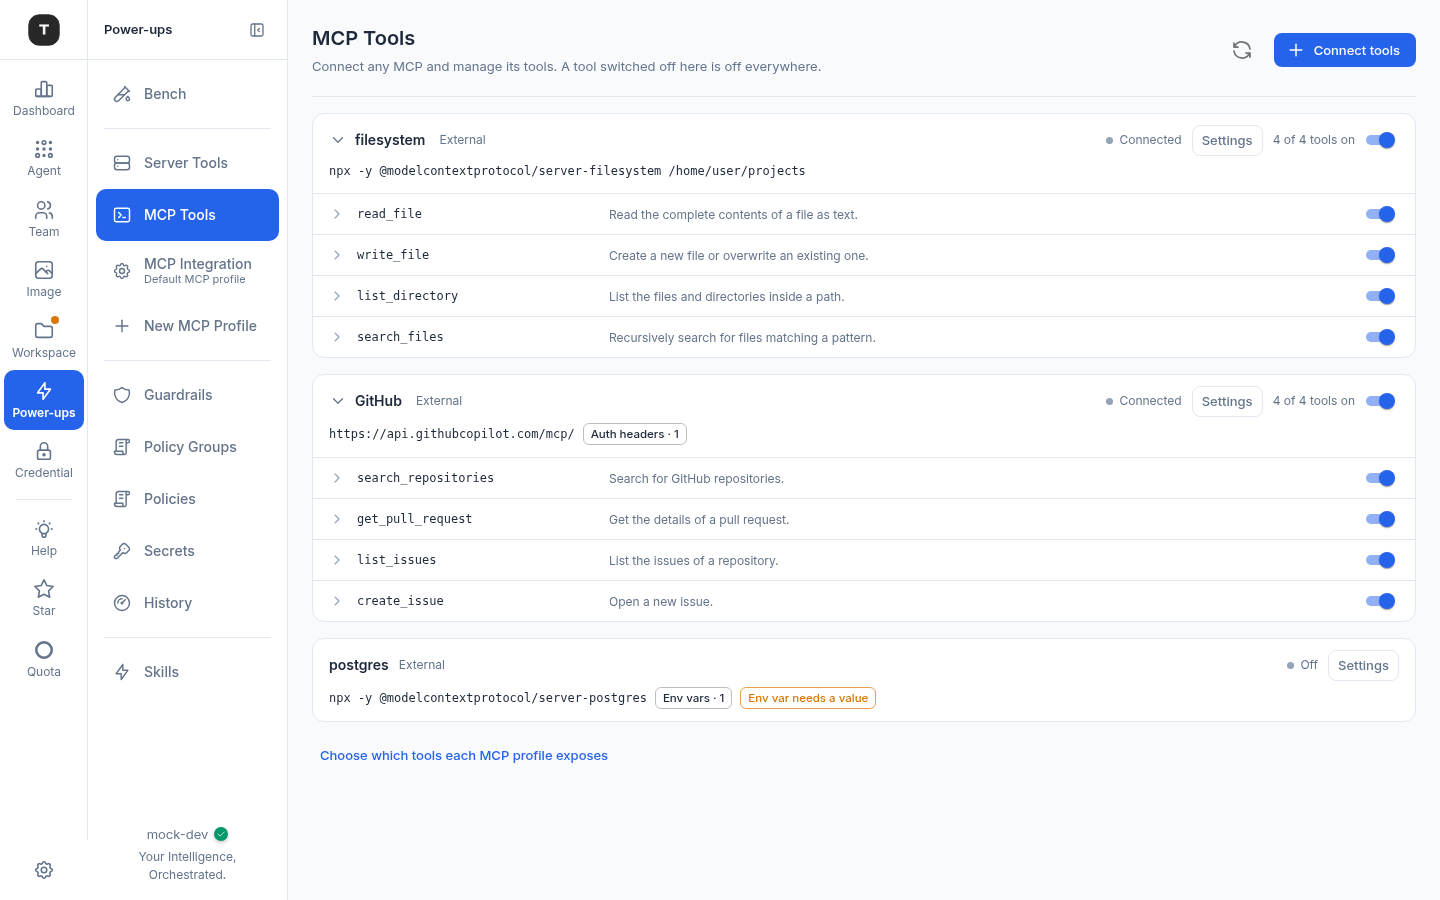 T
Power-ups
Dashboard
Agent
Team
Image
Workspace
Power-ups
Credential
Help
Star
Quota
Bench
Server Tools
MCP Tools
MCP Integration
Default MCP profile
New MCP Profile
Guardrails
Policy Groups
Policies
Secrets
History
Skills
mock-dev
Your Intelligence,
Orchestrated.
MCP Tools
Connect any MCP and manage its tools. A tool switched off here is off everywhere.
Connect tools
filesystem External Connected Settings 4 of 4 tools on
npx -y @modelcontextprotocol/server-filesystem /home/user/projects
read_file Read the complete contents of a file as text.
write_file Create a new file or overwrite an existing one.
list_directory List the files and directories inside a path.
search_files Recursively search for files matching a pattern.
GitHub External Connected Settings 4 of 4 tools on
https://api.githubcopilot.com/mcp/ Auth headers · 1
search_repositories Search for GitHub repositories.
get_pull_request Get the details of a pull request.
list_issues List the issues of a repository.
create_issue Open a new issue.
postgres External Off Settings
npx -y @modelcontextprotocol/server-postgres Env vars · 1 Env var needs a value
Choose which tools each MCP profile exposes